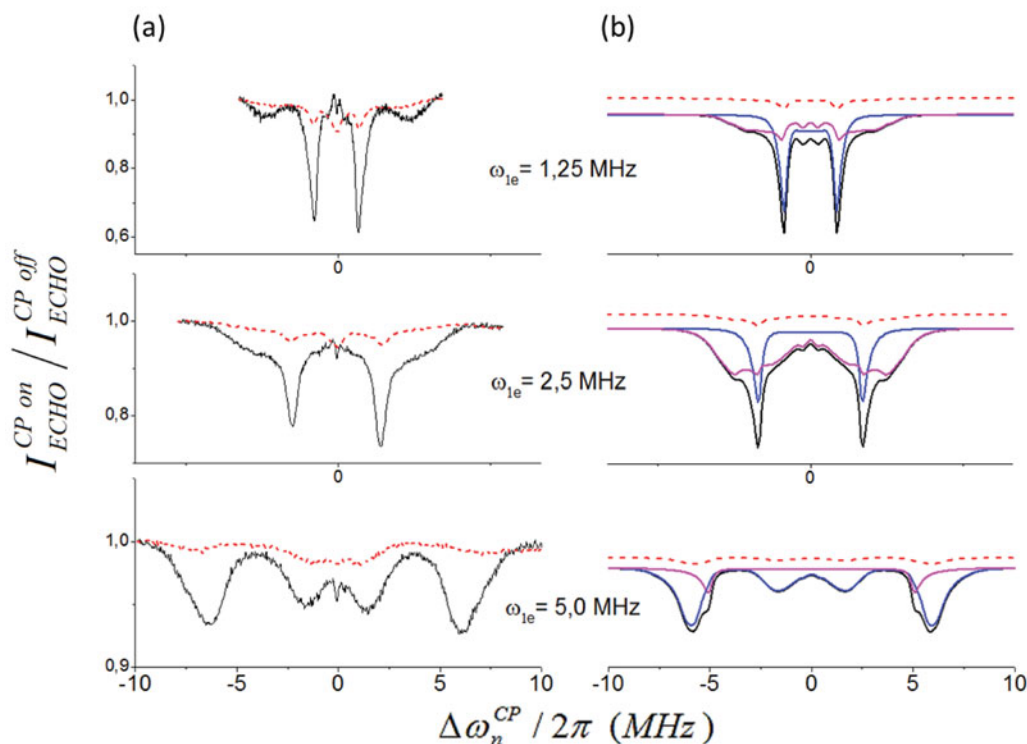 (a) (b)
1,0
0,8
0,6
0 0
ω1e = 1,25 MHz
1,0
0,8
0 0
ω1e = 2,5 MHz
1,0
0,9
ω1e = 5,0 MHz
-10 -5 0 5 10 -10 -5 0 5 10
I_ECHO^CP on / I_ECHO^CP off
Δω_n^CP / 2π (MHz)